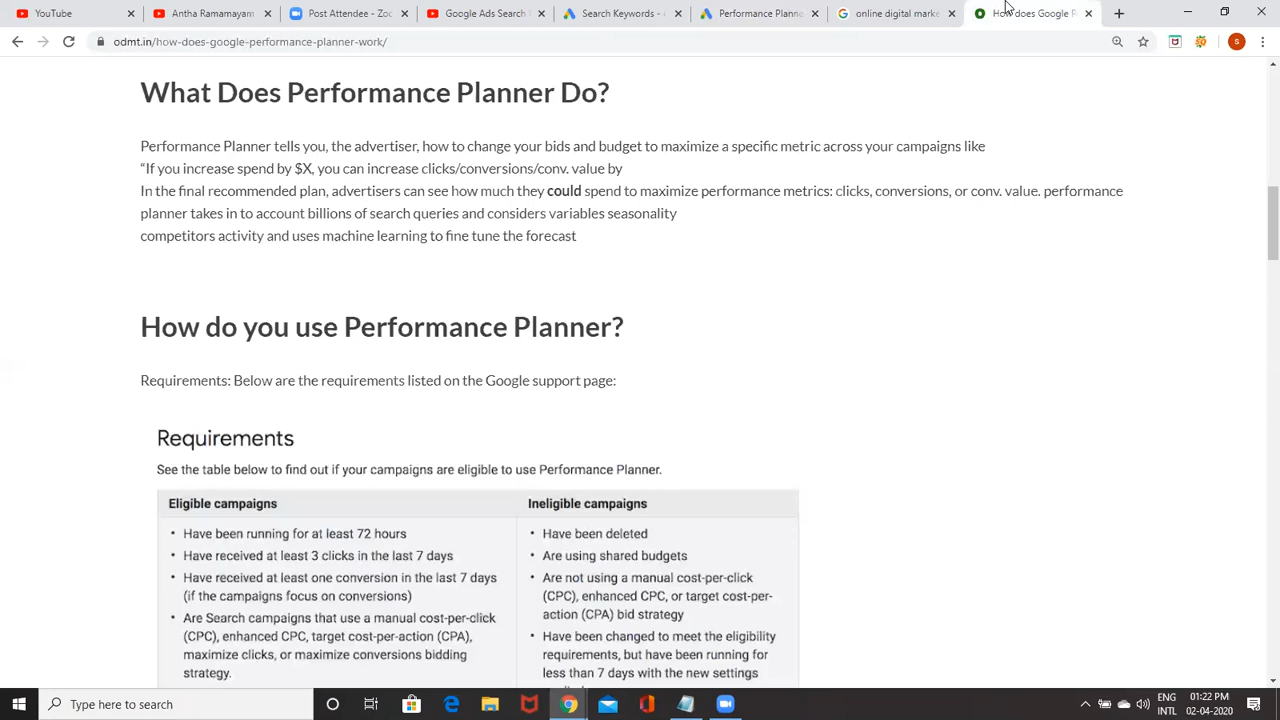 YouTube
Antha Ramamayam
Post Attendee - Zoo
Google Ads Search
Search Keywords -
Performance Planne
online digital marke
How does Google P
odmt.in/how-does-google-performance-planner-work/
S
What Does Performance Planner Do?
Performance Planner tells you, the advertiser, how to change your bids and budget to maximize a specific metric across your campaigns like
“If you increase spend by $X, you can increase clicks/conversions/conv. value by
In the final recommended plan, advertisers can see how much they could spend to maximize performance metrics: clicks, conversions, or conv. value. performance
planner takes in to account billions of search queries and considers variables seasonality
competitors activity and uses machine learning to fine tune the forecast
How do you use Performance Planner?
Requirements: Below are the requirements listed on the Google support page:
Requirements
See the table below to find out if your campaigns are eligible to use Performance Planner.
Eligible campaigns
• Have been running for at least 72 hours
• Have received at least 3 clicks in the last 7 days
• Have received at least one conversion in the last 7 days
(if the campaigns focus on conversions)
• Are Search campaigns that use a manual cost-per-click
(CPC), enhanced CPC, target cost-per-action (CPA),
maximize clicks, or maximize conversions bidding
strategy.
Ineligible campaigns
• Have been deleted
• Are using shared budgets
• Are not using a manual cost-per-click
(CPC), enhanced CPC, or target cost-per-
action (CPA) bid strategy
• Have been changed to meet the eligibility
requirements, but have been running for
less than 7 days with the new settings
Type here to search
ENG
INTL
01:22 PM
02-04-2020